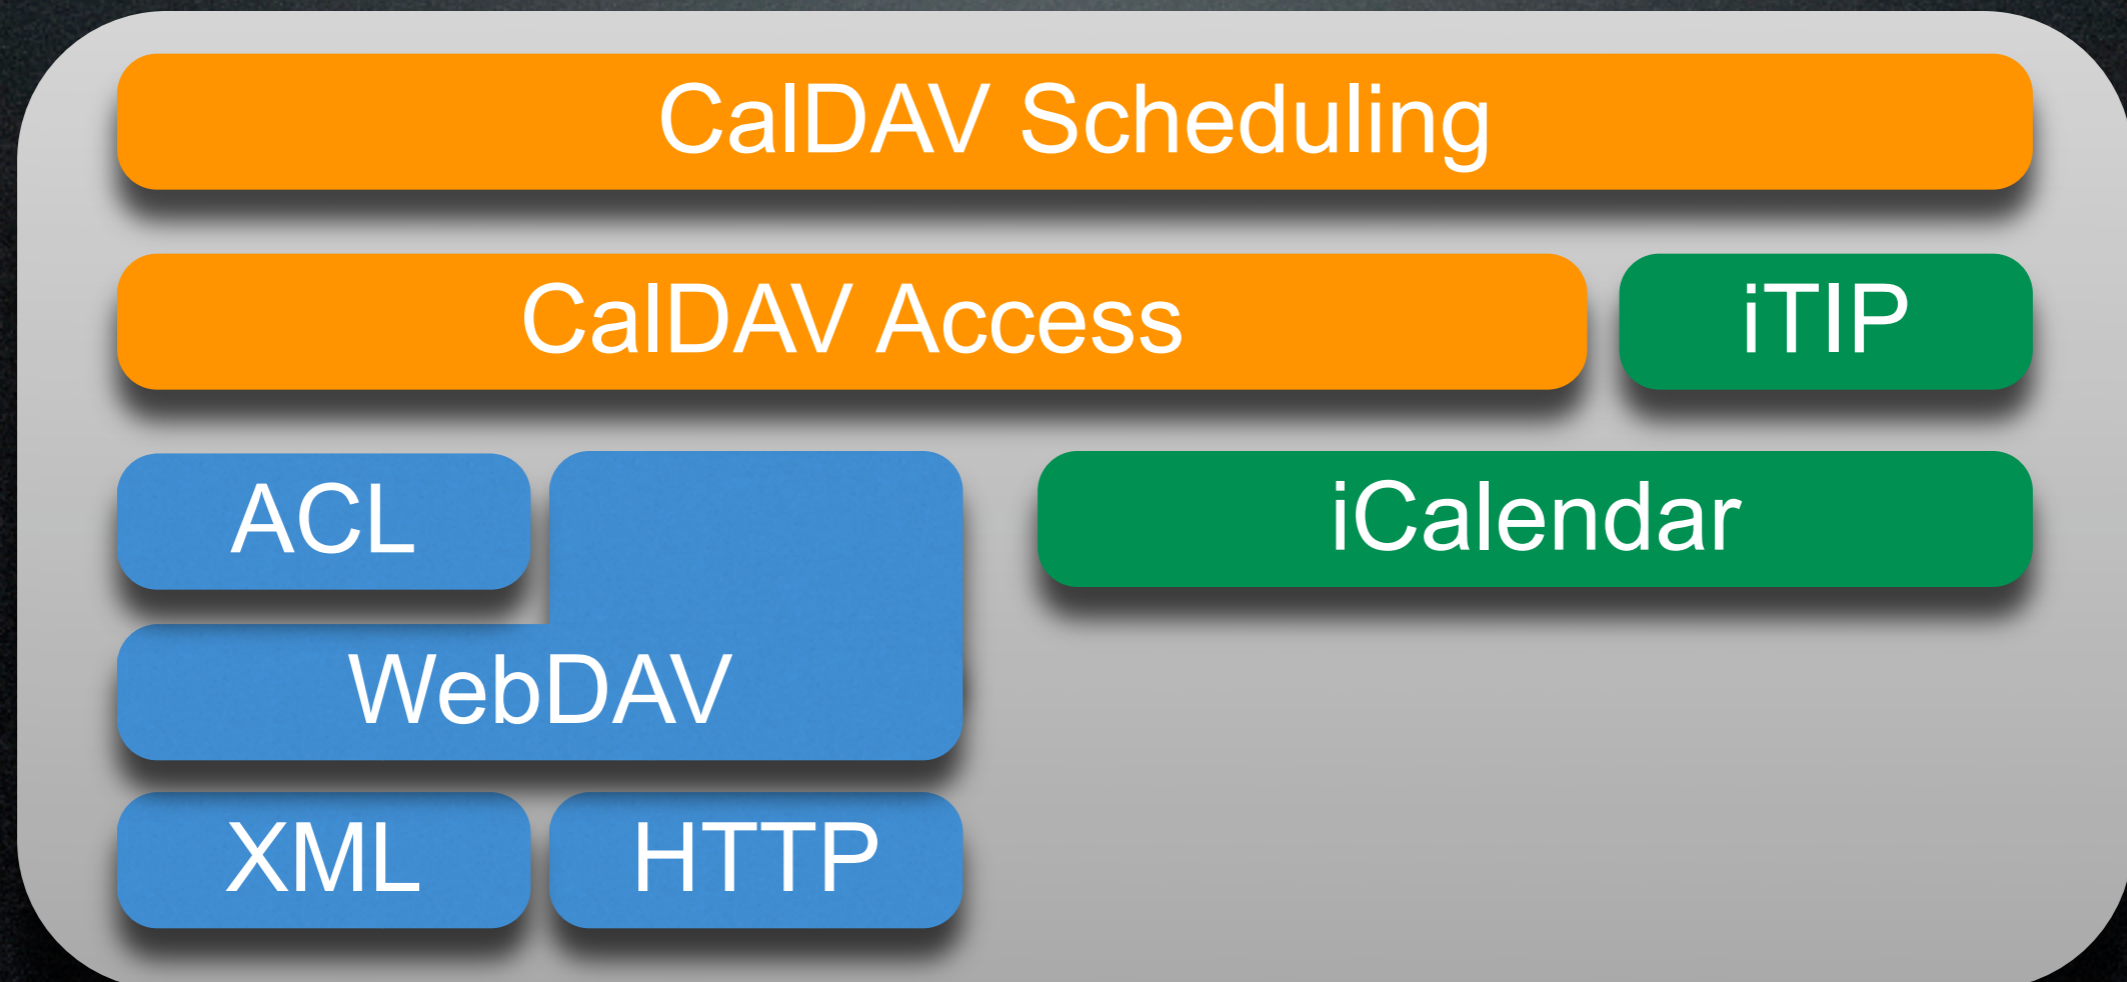 CalDAV Scheduling
CalDAV Access
iTIP
ACL
iCalendar
WebDAV
XML
HTTP